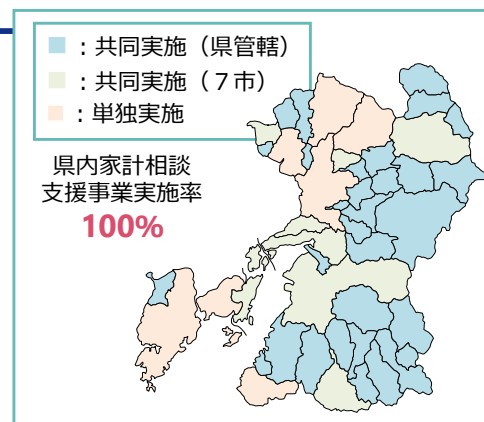 ：共同実施（県管轄）
：共同実施（７市）
：単独実施
県内家計相談
支援事業実施率
100%